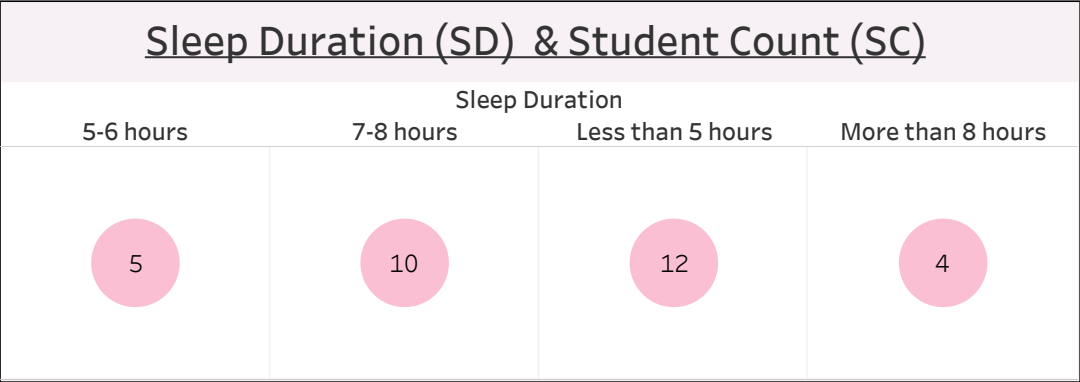 Sleep Duration (SD)  & Student Count (SC)
Sleep Duration
5-6 hours 7-8 hours Less than 5 hours More than 8 hours
5 10 12 4